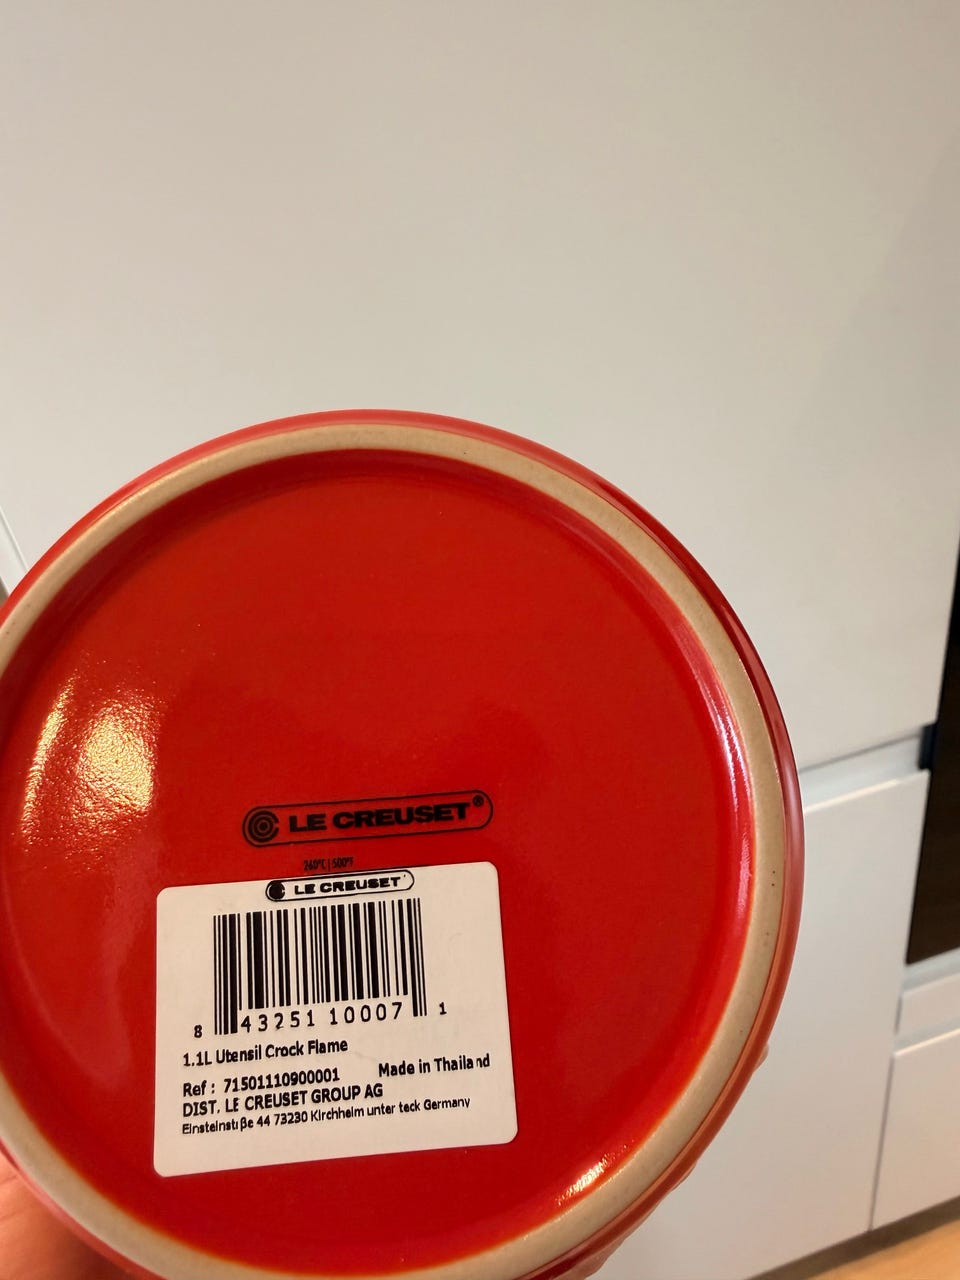 LE CREUSET®
260°C | 500°F
LE CREUSET
8 43251 10007 1
1.1L Utensil Crock Flame
Ref : 71501110900001 Made in Thailand
DIST. LE CREUSET GROUP AG
Einsteinstraße 44 73230 Kirchheim unter teck Germany